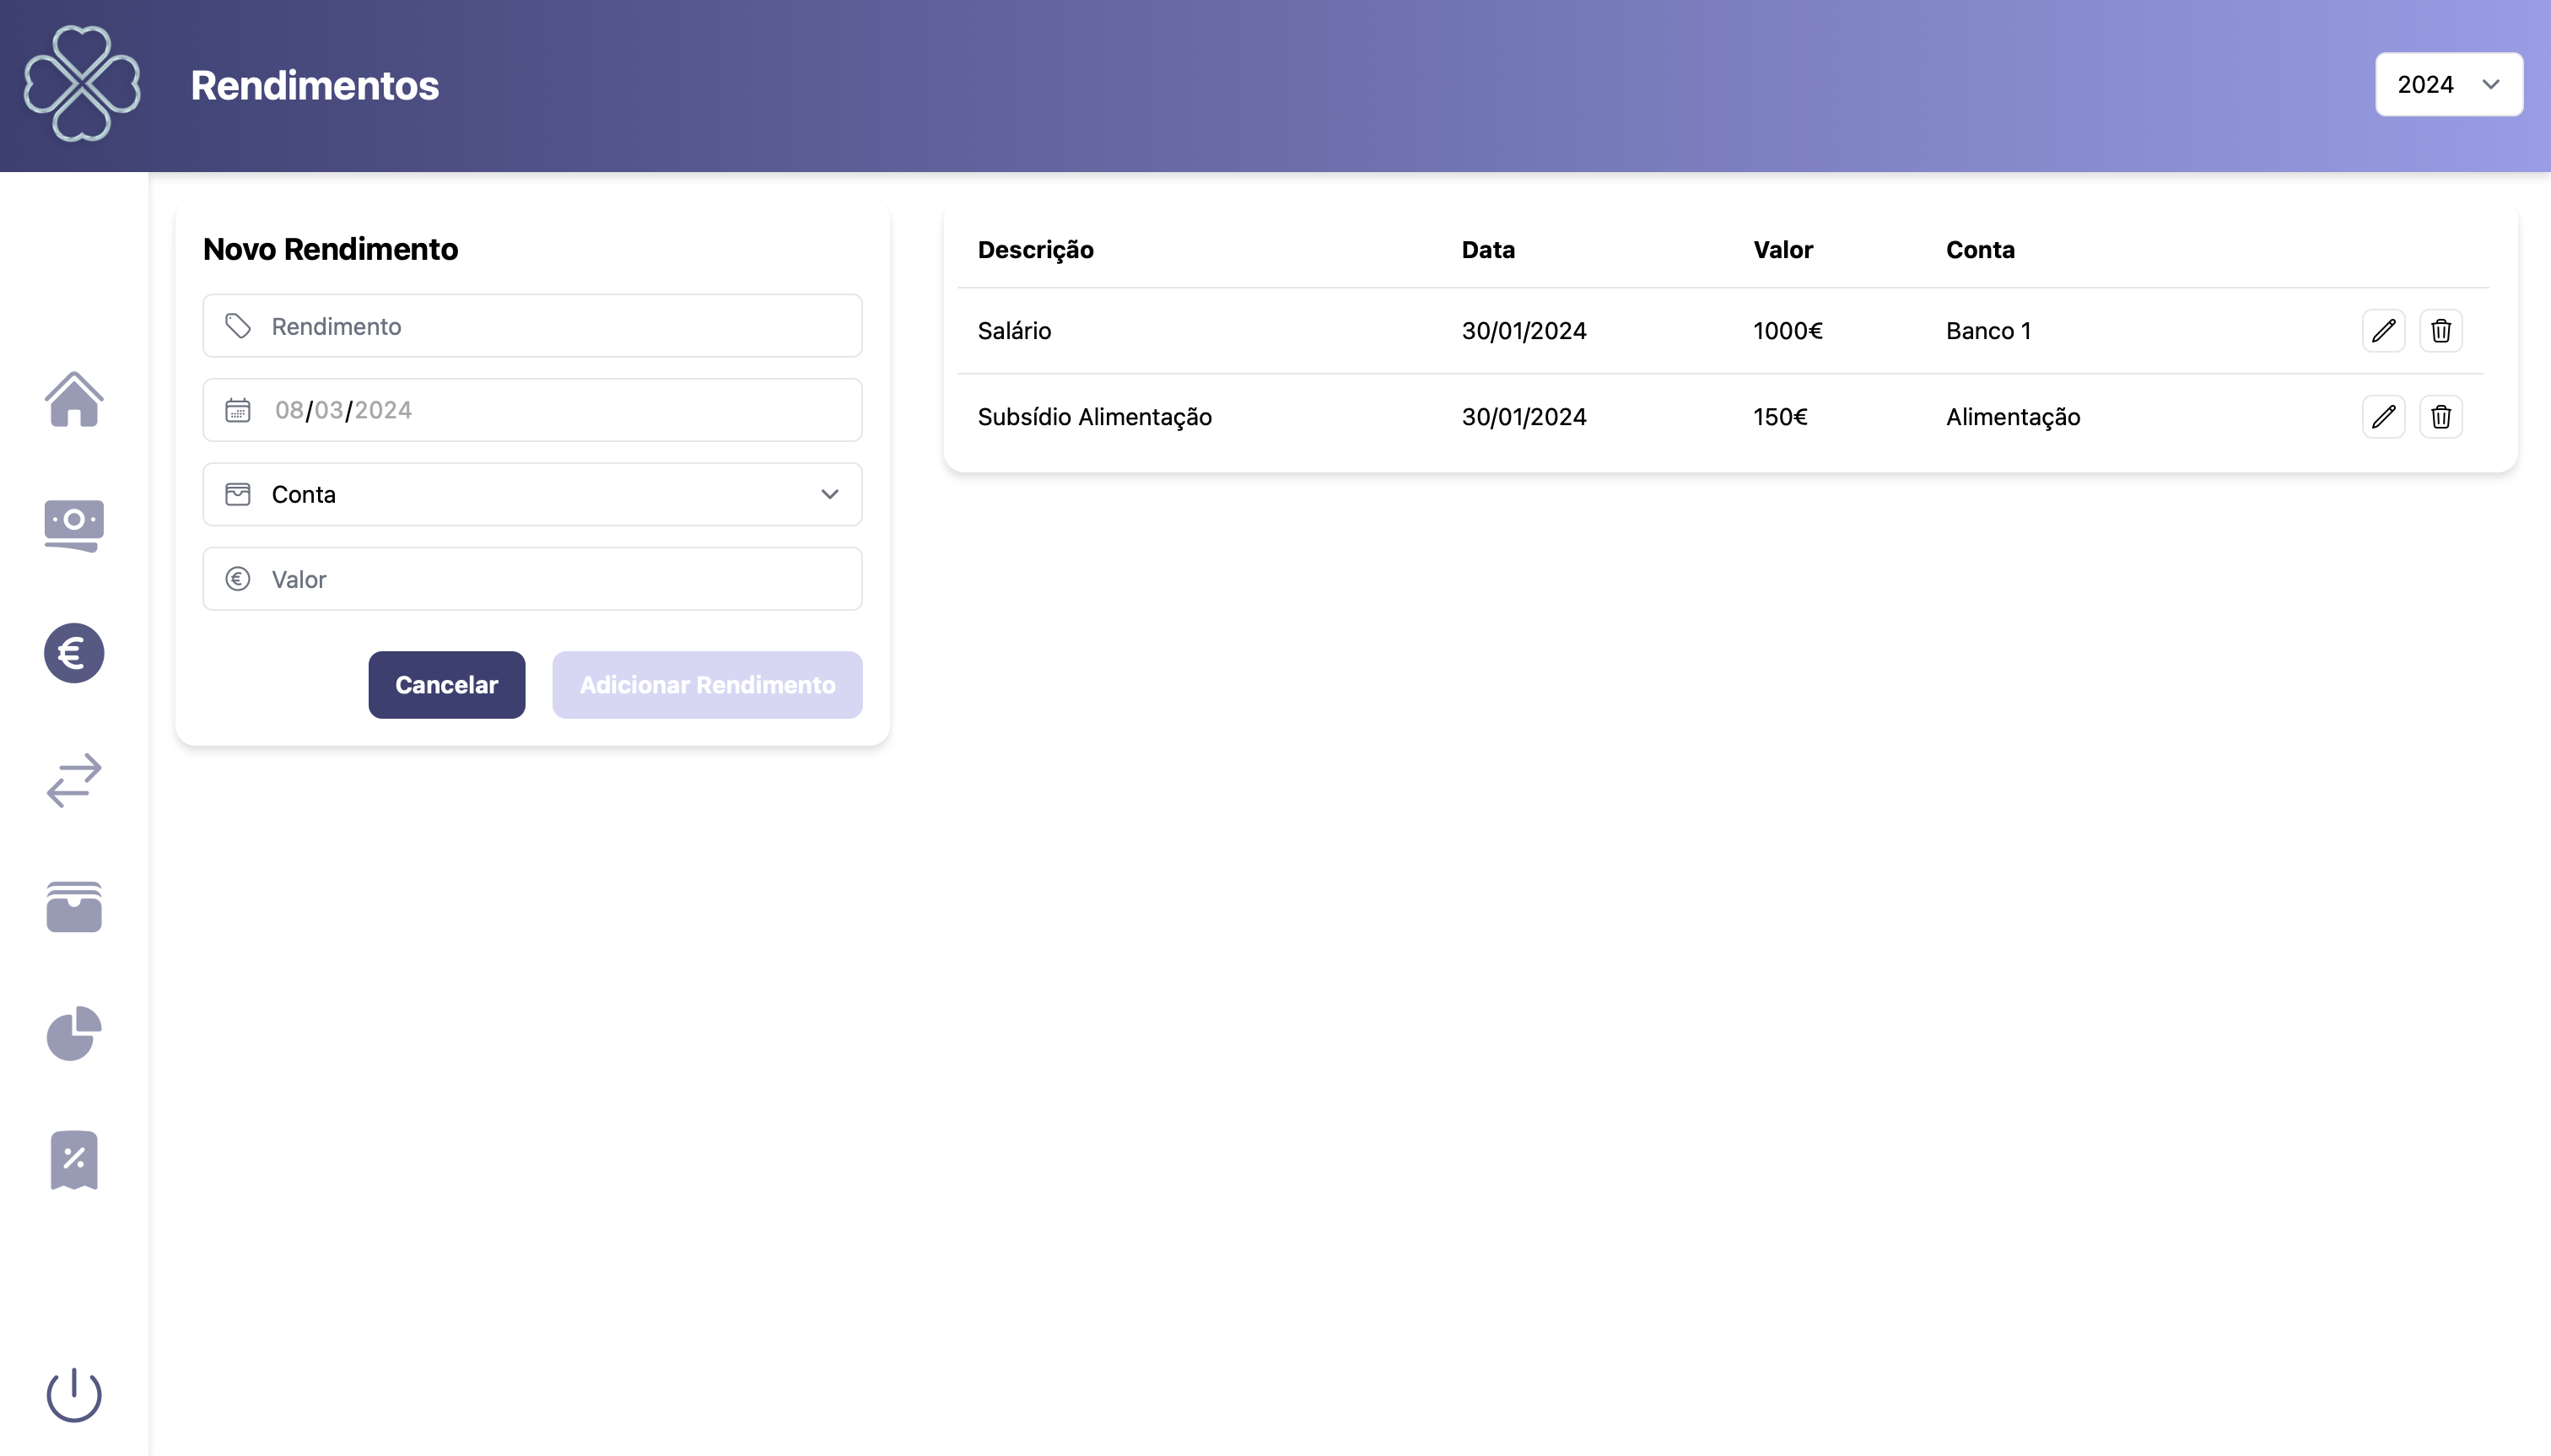 Rendimentos
2024
Novo Rendimento
Rendimento
08/03/2024
Conta
€ Valor
Cancelar
Adicionar Rendimento
Descrição Data Valor Conta
Salário 30/01/2024 1000€ Banco 1
Subsídio Alimentação 30/01/2024 150€ Alimentação
€
%